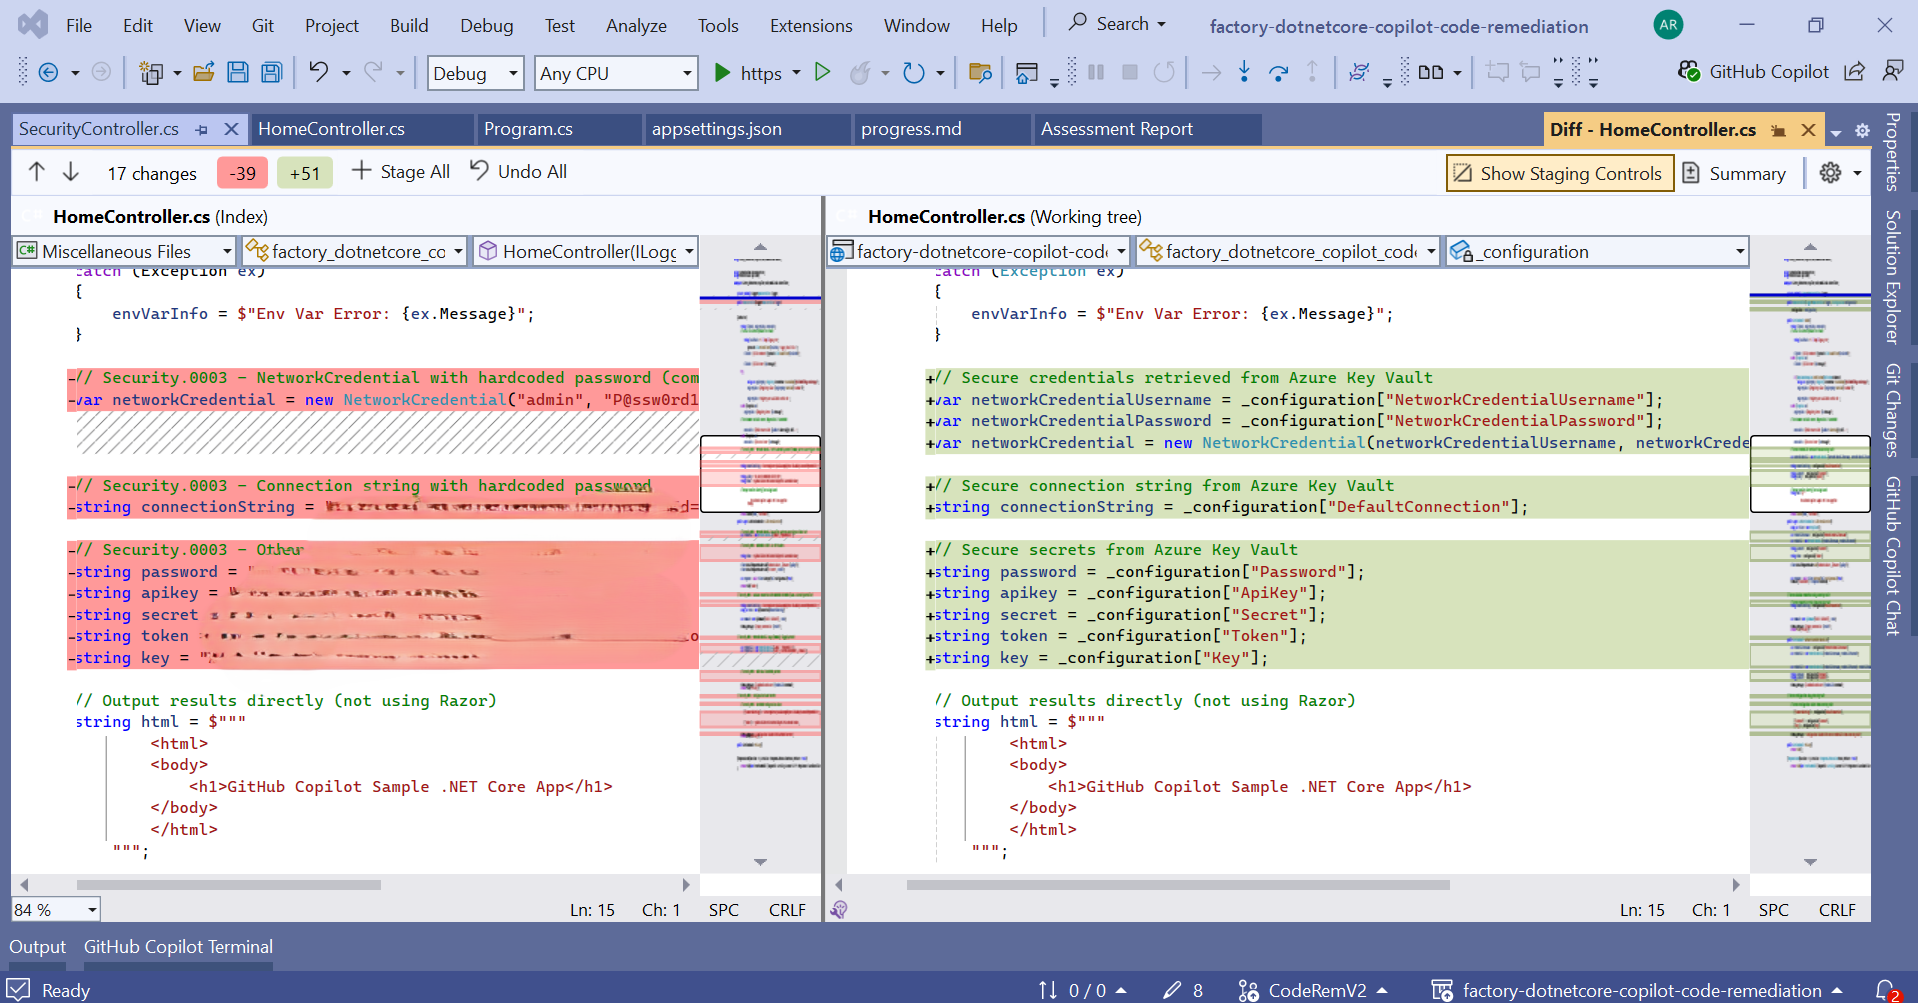 File Edit View Git Project Build Debug Test Analyze Tools Extensions Window Help Search factory-dotnetcore-copilot-code-remediation AR
Debug Any CPU https GitHub Copilot
SecurityController.cs HomeController.cs Program.cs appsettings.json progress.md Assessment Report Diff - HomeController.cs
17 changes -39 +51 Stage All Undo All Show Staging Controls Summary
HomeController.cs (Index)
Miscellaneous Files factory_dotnetcore_co HomeController(ILogg
catch (Exception ex)
{
envVarInfo = $"Env Var Error: {ex.Message}";
}
-// Security.0003 - NetworkCredential with hardcoded password (com
-var networkCredential = new NetworkCredential("admin", "P@ssw0rd1
-// Security.0003 - Connection string with hardcoded password
-string connectionString = d=
-// Security.0003 - Other
-string password = "
-string apikey =
-string secret
-string token
-string key = "
// Output results directly (not using Razor)
string html = $"""
<html>
<body>
<h1>GitHub Copilot Sample .NET Core App</h1>
</body>
</html>
""";
84 % Ln: 15 Ch: 1 SPC CRLF
HomeController.cs (Working tree)
factory-dotnetcore-copilot-code factory_dotnetcore_copilot_code _configuration
catch (Exception ex)
{
envVarInfo = $"Env Var Error: {ex.Message}";
}
+// Secure credentials retrieved from Azure Key Vault
+var networkCredentialUsername = _configuration["NetworkCredentialUsername"];
+var networkCredentialPassword = _configuration["NetworkCredentialPassword"];
+var networkCredential = new NetworkCredential(networkCredentialUsername, networkCrede
+// Secure connection string from Azure Key Vault
+string connectionString = _configuration["DefaultConnection"];
+// Secure secrets from Azure Key Vault
+string password = _configuration["Password"];
+string apikey = _configuration["ApiKey"];
+string secret = _configuration["Secret"];
+string token = _configuration["Token"];
+string key = _configuration["Key"];
// Output results directly (not using Razor)
string html = $"""
<html>
<body>
<h1>GitHub Copilot Sample .NET Core App</h1>
</body>
</html>
""";
Ln: 15 Ch: 1 SPC CRLF
Properties
Solution Explorer
Git Changes
GitHub Copilot Chat
Output GitHub Copilot Terminal
Ready 0 / 0 8 CodeRemV2 factory-dotnetcore-copilot-code-remediation 2